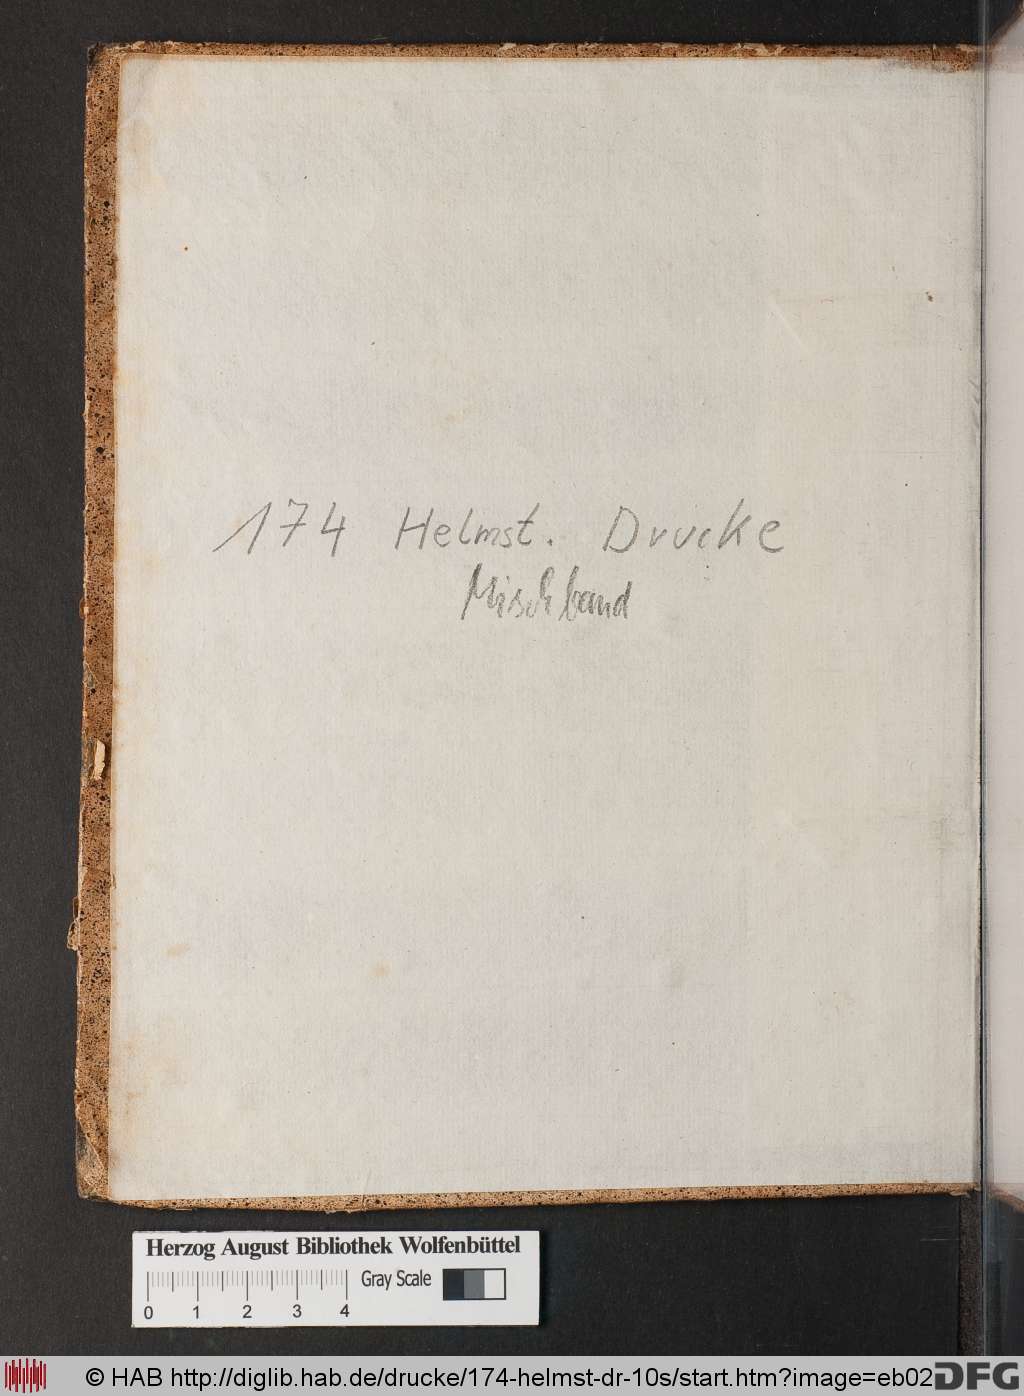 174 Helmst. Drucke
Mischband
Herzog August Bibliothek Wolfenbüttel
Gray Scale
0 1 2 3 4
© HAB http://diglib.hab.de/drucke/174-helmst-dr-10s/start.htm?image=eb02
DFG